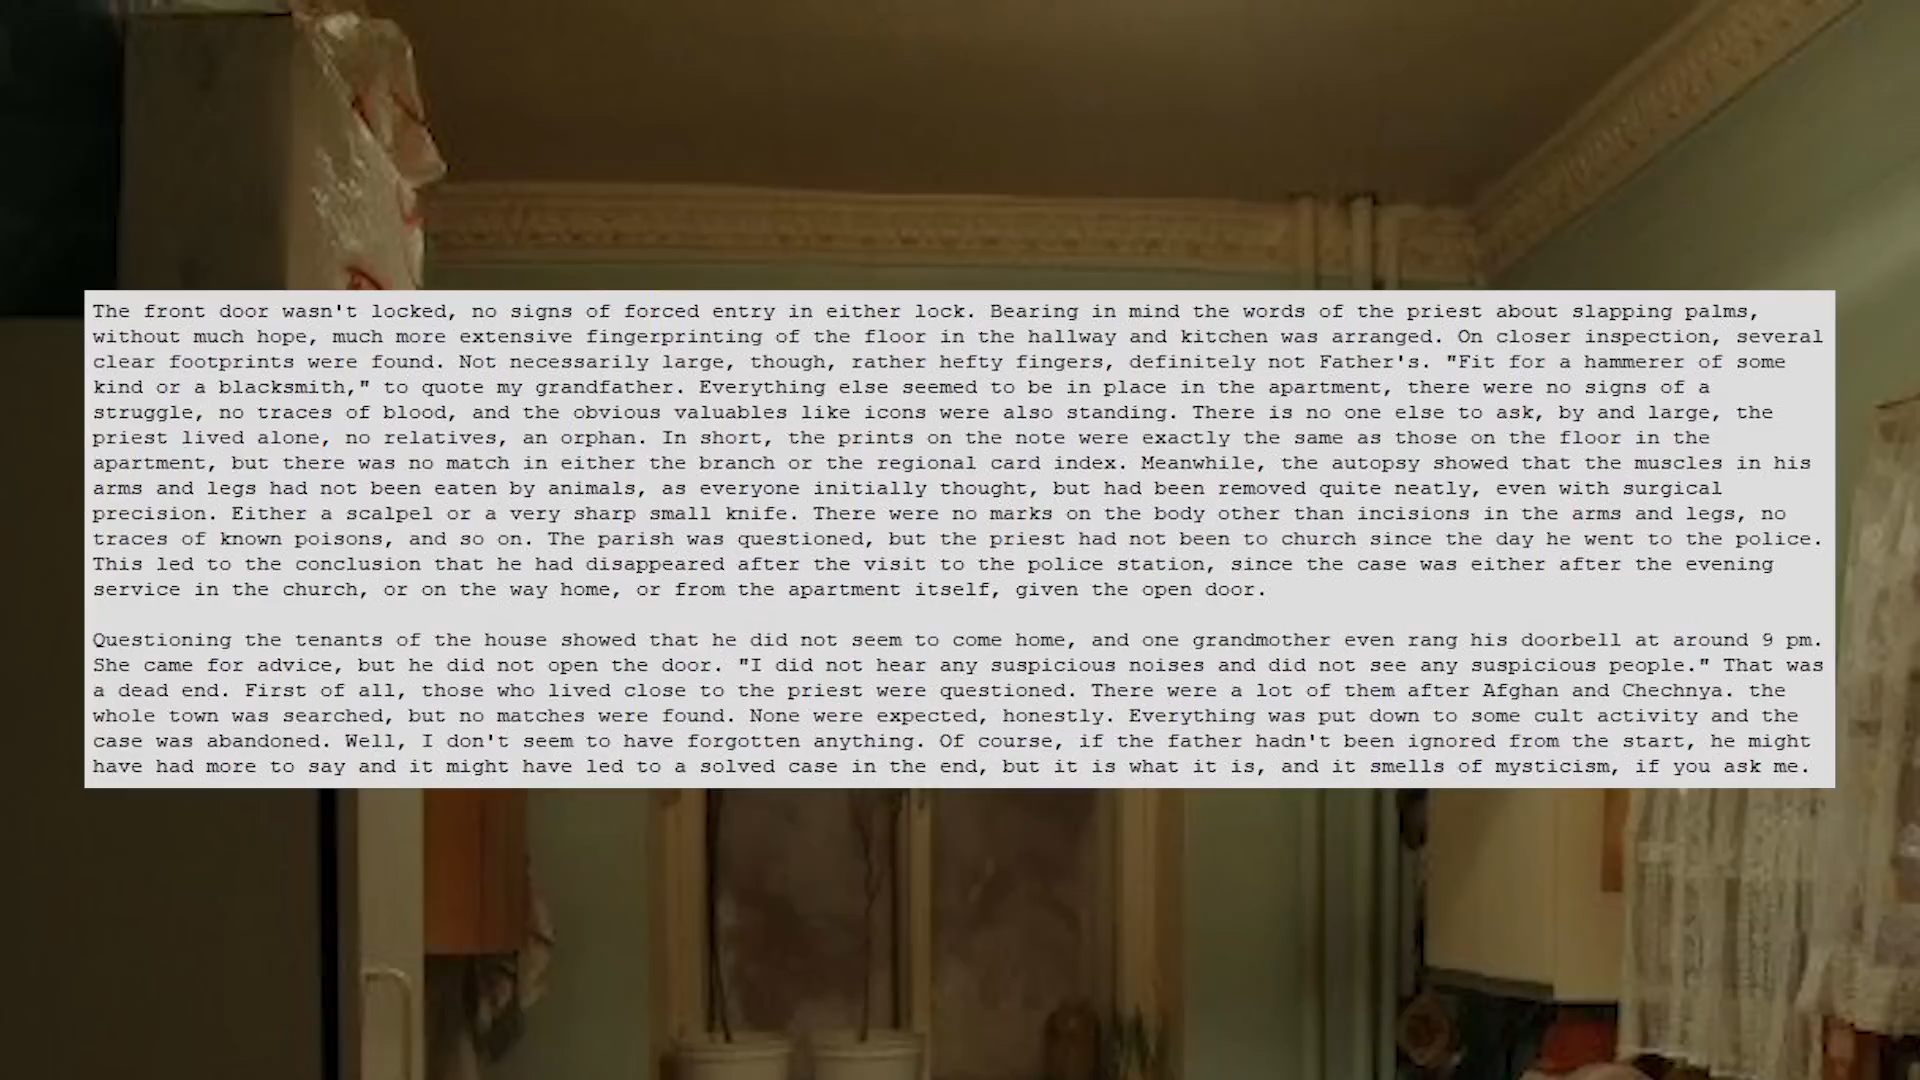 The front door wasn't locked, no signs of forced entry in either lock. Bearing in mind the words of the priest about slapping palms,
without much hope, much more extensive fingerprinting of the floor in the hallway and kitchen was arranged. On closer inspection, several
clear footprints were found. Not necessarily large, though, rather hefty fingers, definitely not Father's. "Fit for a hammerer of some
kind or a blacksmith," to quote my grandfather. Everything else seemed to be in place in the apartment, there were no signs of a
struggle, no traces of blood, and the obvious valuables like icons were also standing. There is no one else to ask, by and large, the
priest lived alone, no relatives, an orphan. In short, the prints on the note were exactly the same as those on the floor in the
apartment, but there was no match in either the branch or the regional card index. Meanwhile, the autopsy showed that the muscles in his
arms and legs had not been eaten by animals, as everyone initially thought, but had been removed quite neatly, even with surgical
precision. Either a scalpel or a very sharp small knife. There were no marks on the body other than incisions in the arms and legs, no
traces of known poisons, and so on. The parish was questioned, but the priest had not been to church since the day he went to the police.
This led to the conclusion that he had disappeared after the visit to the police station, since the case was either after the evening
service in the church, or on the way home, or from the apartment itself, given the open door.

Questioning the tenants of the house showed that he did not seem to come home, and one grandmother even rang his doorbell at around 9 pm.
She came for advice, but he did not open the door. "I did not hear any suspicious noises and did not see any suspicious people." That was
a dead end. First of all, those who lived close to the priest were questioned. There were a lot of them after Afghan and Chechnya. the
whole town was searched, but no matches were found. None were expected, honestly. Everything was put down to some cult activity and the
case was abandoned. Well, I don't seem to have forgotten anything. Of course, if the father hadn't been ignored from the start, he might
have had more to say and it might have led to a solved case in the end, but it is what it is, and it smells of mysticism, if you ask me.